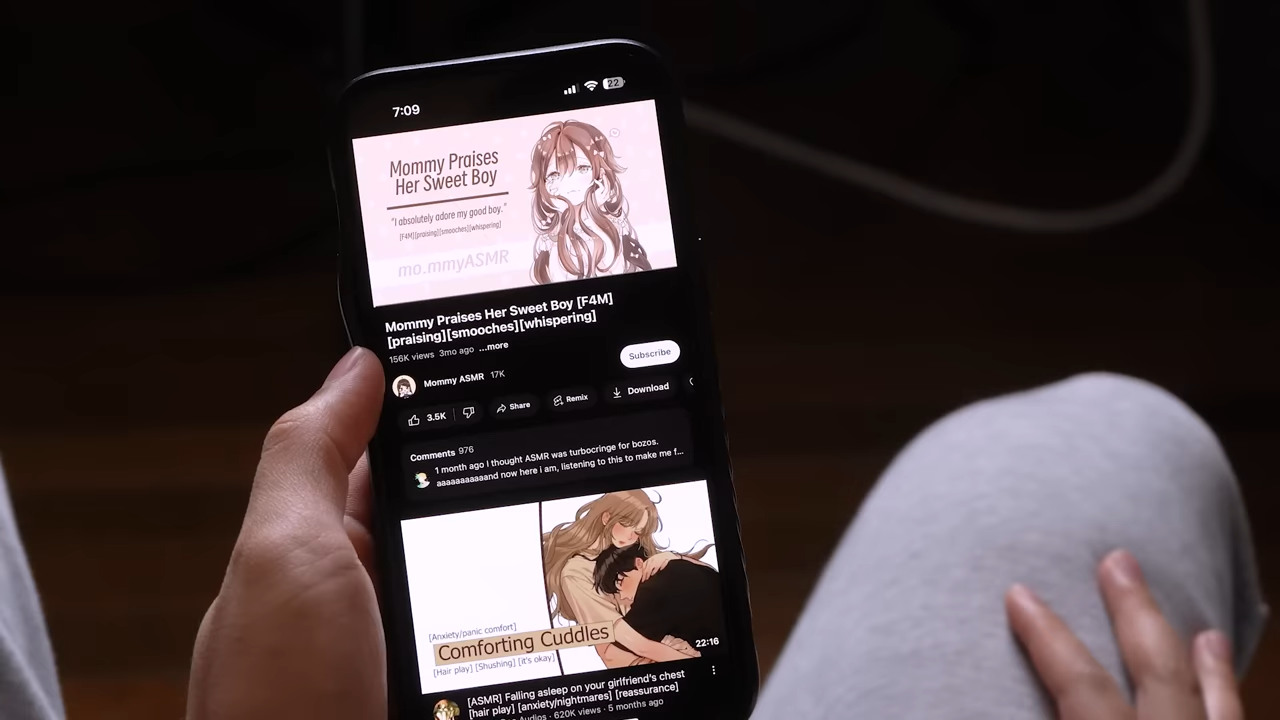 7:09
22
Mommy Praises
Her Sweet Boy
"I absolutely adore my good boy."
[F4M][praising][smooches][whispering]
mo.mmyASMR
Mommy Praises Her Sweet Boy [F4M]
[praising][smooches][whispering]
156K views 3mo ago ...more
Mommy ASMR 17K
Subscribe
3.5K
Share
Remix
Download
Comments 976
1 month ago I thought ASMR was turbocringe for bozos.
aaaaaaaaaand now here i am, listening to this to make me f...
[Anxiety/panic comfort]
Comforting Cuddles
[Hair play] [Shushing] [it's okay]
22:16
[ASMR] Falling asleep on your girlfriend's chest
[hair play] [anxiety/nightmares] [reassurance]
Audios · 620K views · 5 months ago